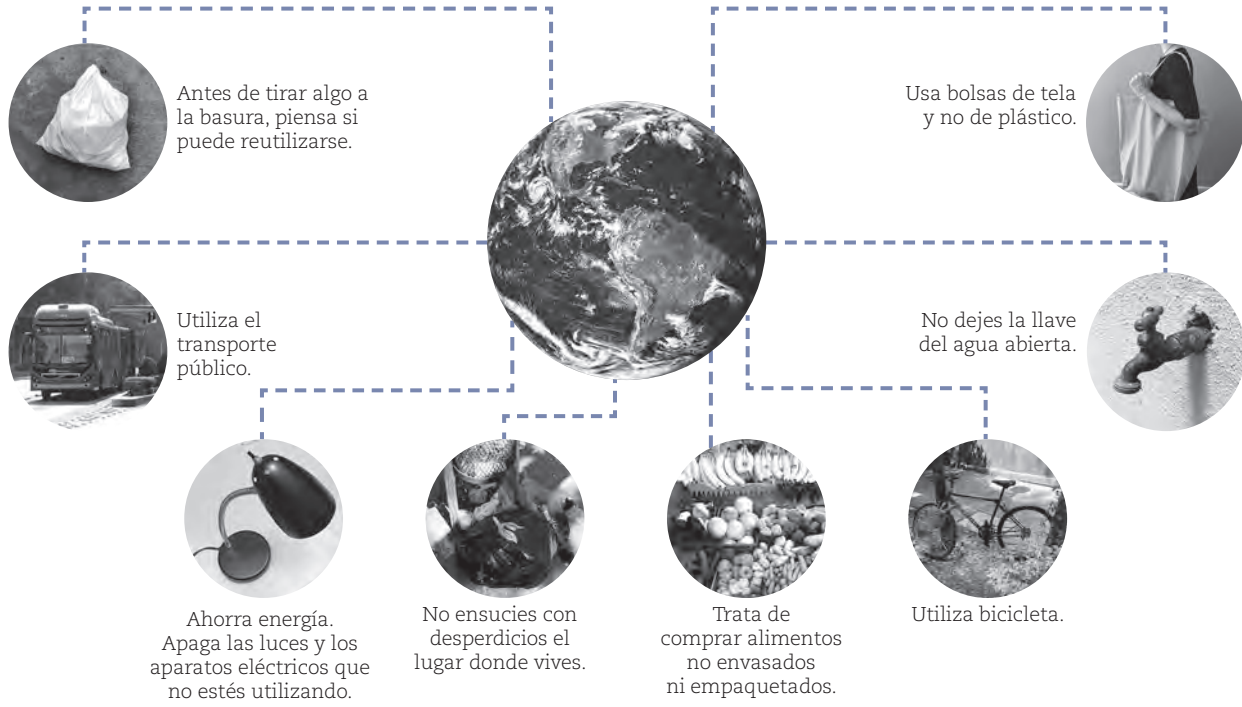 Antes de tirar algo a
la basura, piensa si
puede reutilizarse.
Usa bolsas de tela
y no de plástico.
Utiliza el
transporte
público.
No dejes la llave
del agua abierta.
Ahorra energía.
Apaga las luces y los
aparatos eléctricos que
no estés utilizando.
No ensucies con
desperdicios el
lugar donde vives.
Trata de
comprar alimentos
no envasados
ni empaquetados.
Utiliza bicicleta.